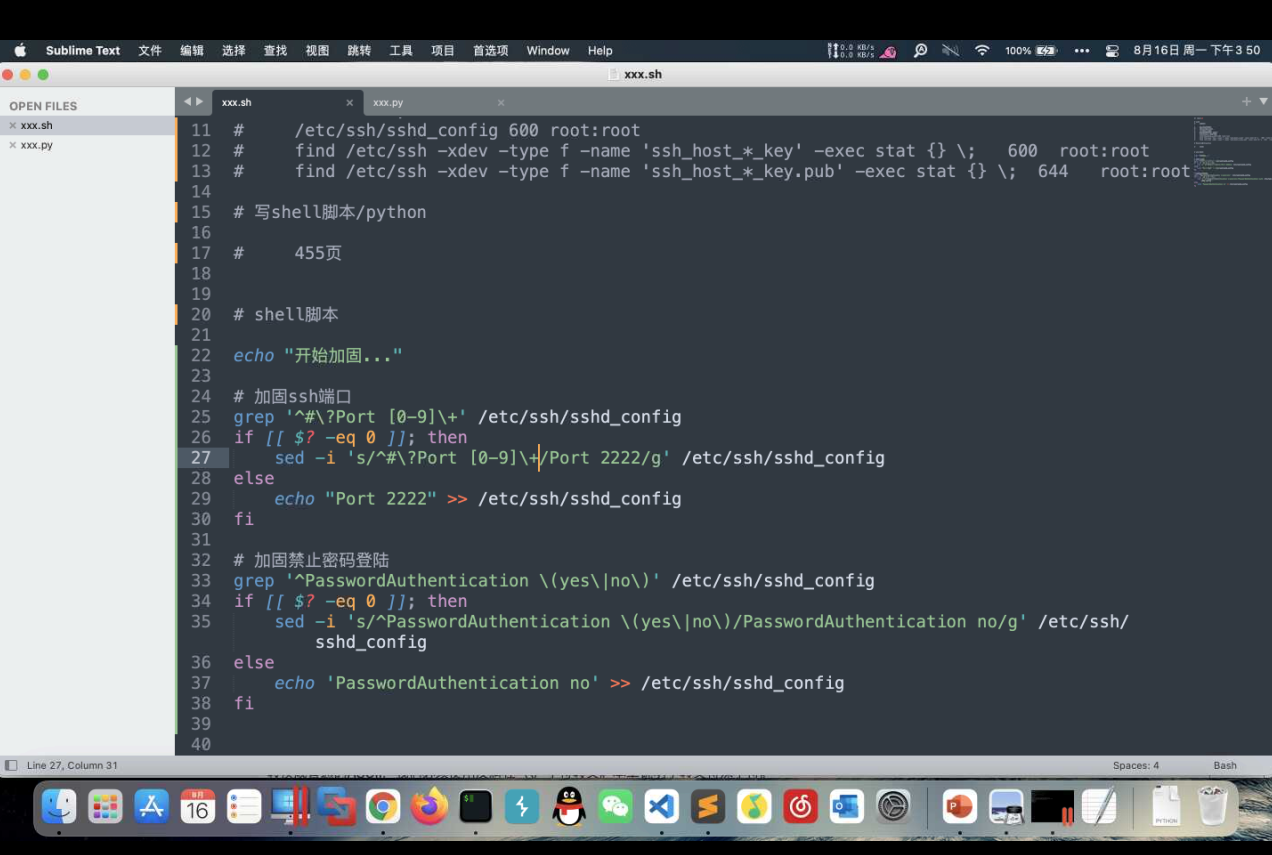 Sublime Text 文件 编辑 选择 查找 视图 跳转 工具 项目 首选项 Window Help 0.0 KB/s 0.0 KB/s 100% 8月16日 周一 下午3 50
xxx.sh
OPEN FILES
xxx.sh
xxx.py
xxx.sh xxx.py
11 # /etc/ssh/sshd_config 600 root:root
12 # find /etc/ssh -xdev -type f -name 'ssh_host_*_key' -exec stat {} \; 600 root:root
13 # find /etc/ssh -xdev -type f -name 'ssh_host_*_key.pub' -exec stat {} \; 644 root:root
14
15 # 写shell脚本/python
16
17 # 455页
18
19
20 # shell脚本
21
22 echo "开始加固..."
23
24 # 加固ssh端口
25 grep '^#\?Port [0-9]\+' /etc/ssh/sshd_config
26 if [[ $? -eq 0 ]]; then
27 sed -i 's/^#\?Port [0-9]\+/Port 2222/g' /etc/ssh/sshd_config
28 else
29 echo "Port 2222" >> /etc/ssh/sshd_config
30 fi
31
32 # 加固禁止密码登陆
33 grep '^PasswordAuthentication \(yes\|no\)' /etc/ssh/sshd_config
34 if [[ $? -eq 0 ]]; then
35 sed -i 's/^PasswordAuthentication \(yes\|no\)/PasswordAuthentication no/g' /etc/ssh/
sshd_config
36 else
37 echo 'PasswordAuthentication no' >> /etc/ssh/sshd_config
38 fi
39
40
Line 27, Column 31 Spaces: 4 Bash
8月
16
PYTHON